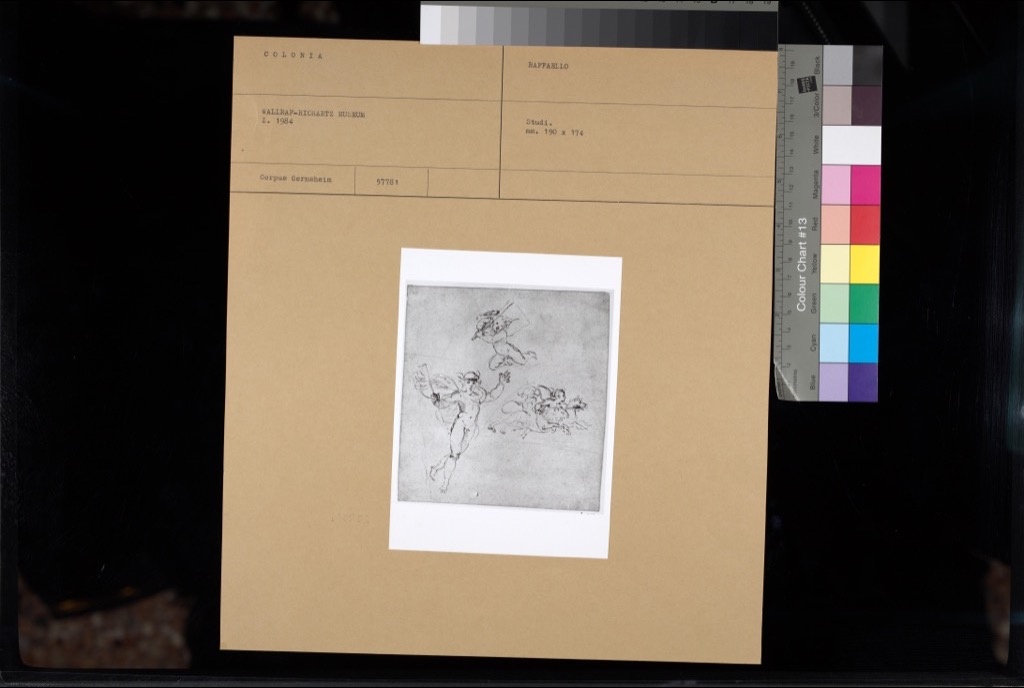 COLONIA
RAFFAELLO
WALLRAF-RICHARTZ MUSEUM
Z. 1984
Studi.
mm. 190 x 174
Corpus Gernsheim
57781
Colour Chart #13
Black
3/Color
White
Magenta
Red
Yellow
Green
Cyan
Blue